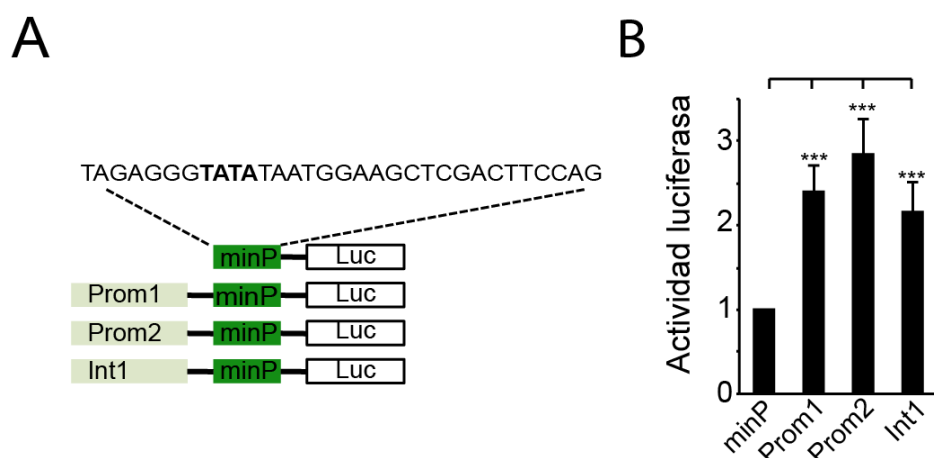 A
TAGAGGGTATATAATGGAAGCTCGACTTCCAG
minP Luc
Prom1 minP Luc
Prom2 minP Luc
Int1 minP Luc
B
Actividad luciferasa
3
2
1
0
***
***
***
minP Prom1 Prom2 Int1